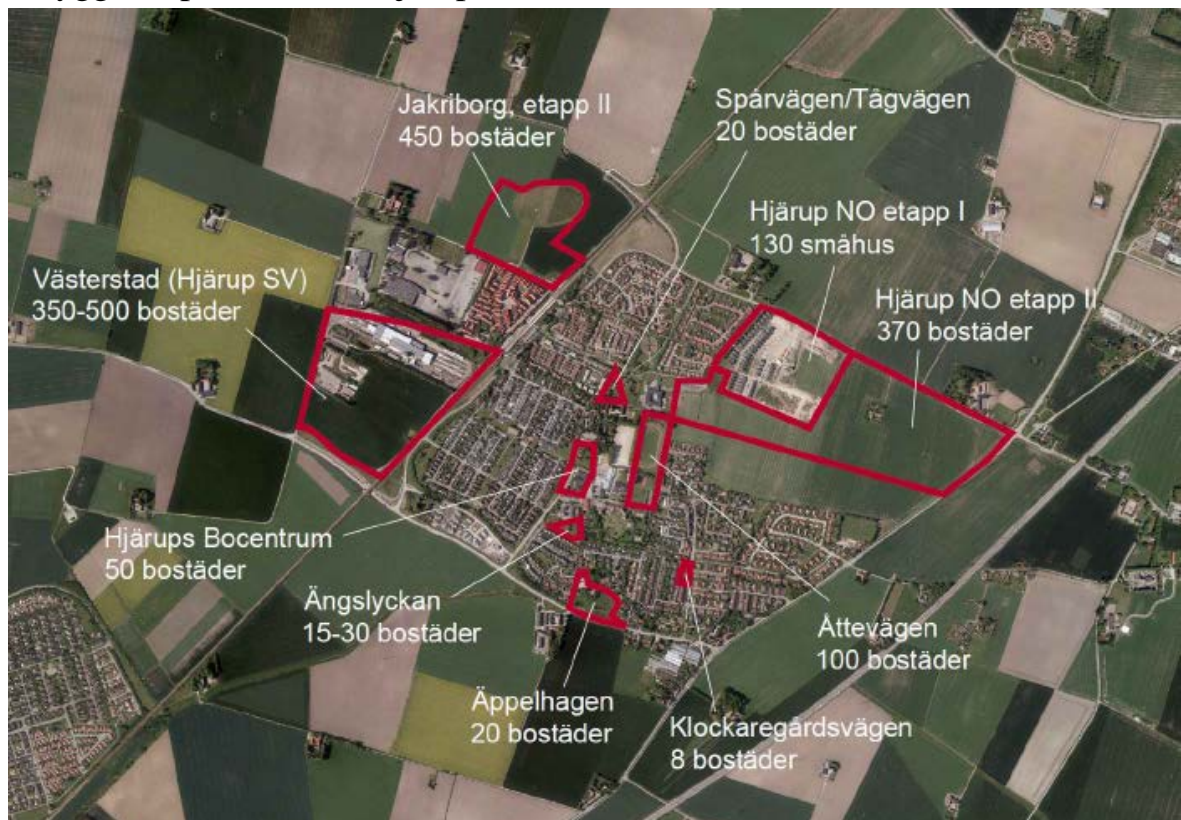 Jakriborg, etapp II
450 bostäder
Spårvägen/Tågvägen
20 bostäder
Hjärup NO etapp I
130 småhus
Västerstad (Hjärup SV)
350-500 bostäder
Hjärup NO etapp II
370 bostäder
Hjärups Bocentrum
50 bostäder
Ängslyckan
15-30 bostäder
Åttevägen
100 bostäder
Äppelhagen
20 bostäder
Klockaregårdsvägen
8 bostäder